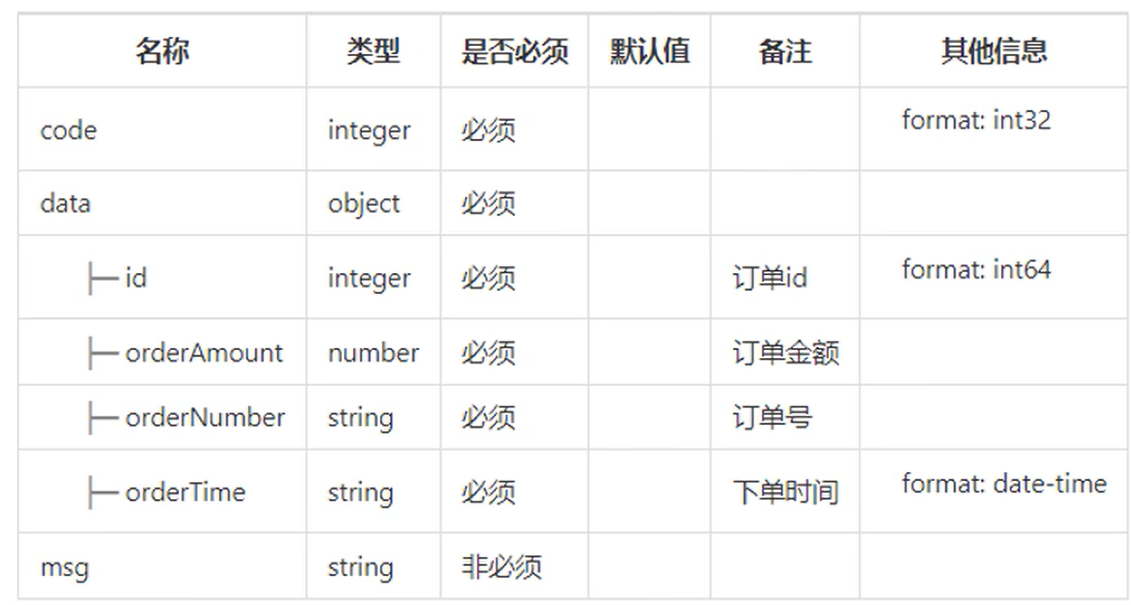 名称 类型 是否必须 默认值 备注 其他信息
code integer 必须 format: int32
data object 必须
├─ id integer 必须 订单id format: int64
├─ orderAmount number 必须 订单金额
├─ orderNumber string 必须 订单号
├─ orderTime string 必须 下单时间 format: date-time
msg string 非必须